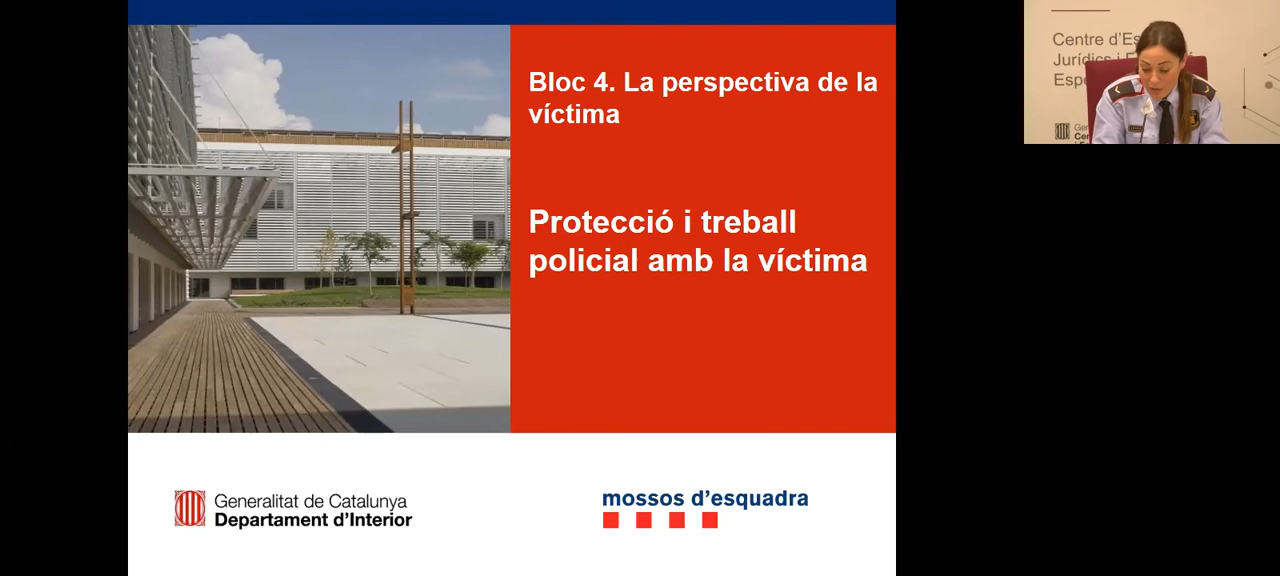 Bloc 4. La perspectiva de la
víctima
Protecció i treball
policial amb la víctima
Generalitat de Catalunya
Departament d'Interior
mossos d'esquadra
Centre d'Es
Jurídics i
Espe